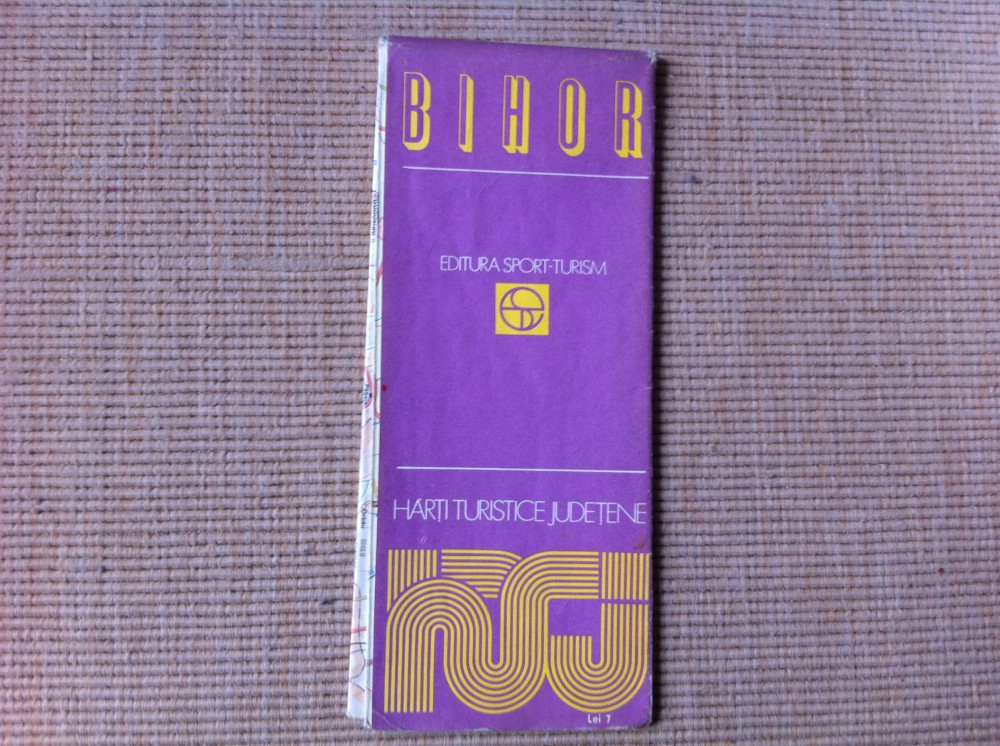 BIHOR
EDITURA SPORT-TURISM
HĂRȚI TURISTICE JUDEȚENE
Lei 7